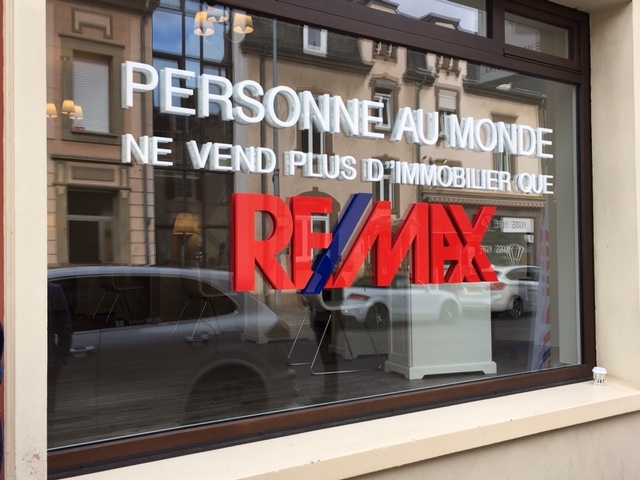 PERSONNE AU MONDE
NE VEND PLUS D'IMMOBILIER QUE
RE/MAX